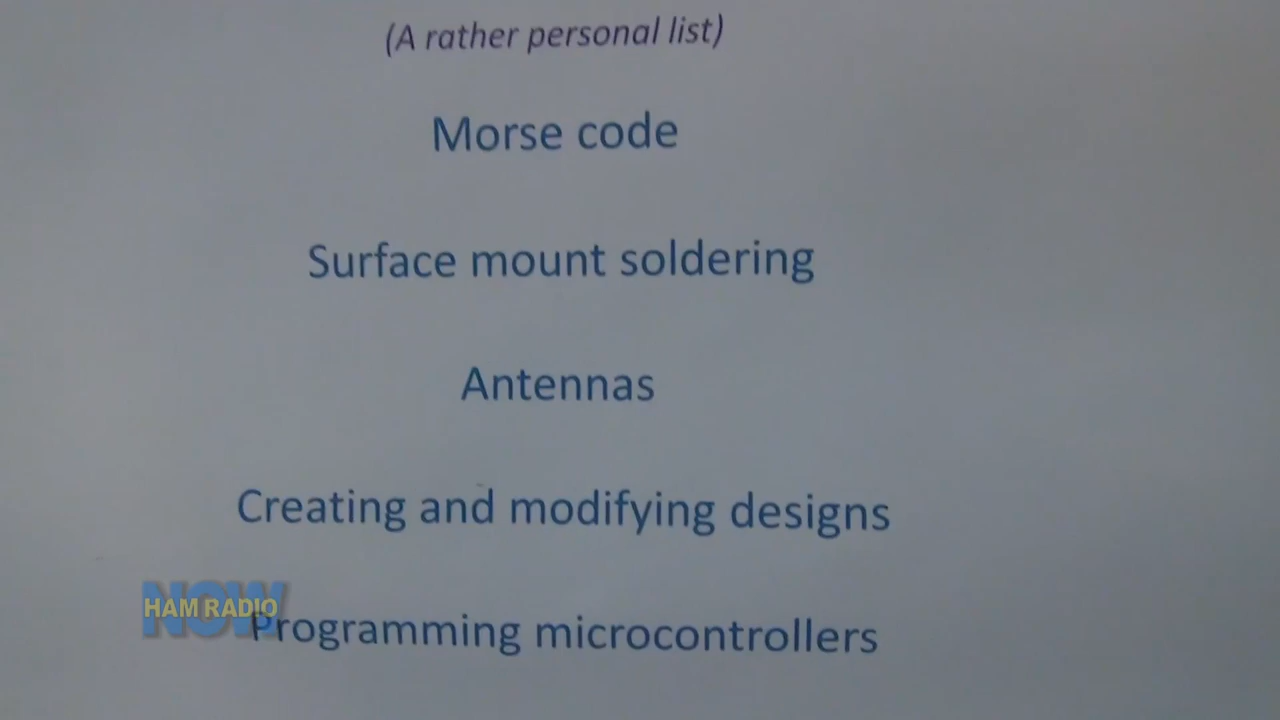 (A rather personal list)
Morse code
Surface mount soldering
Antennas
Creating and modifying designs
NOW
HAM RADIO
Programming microcontrollers